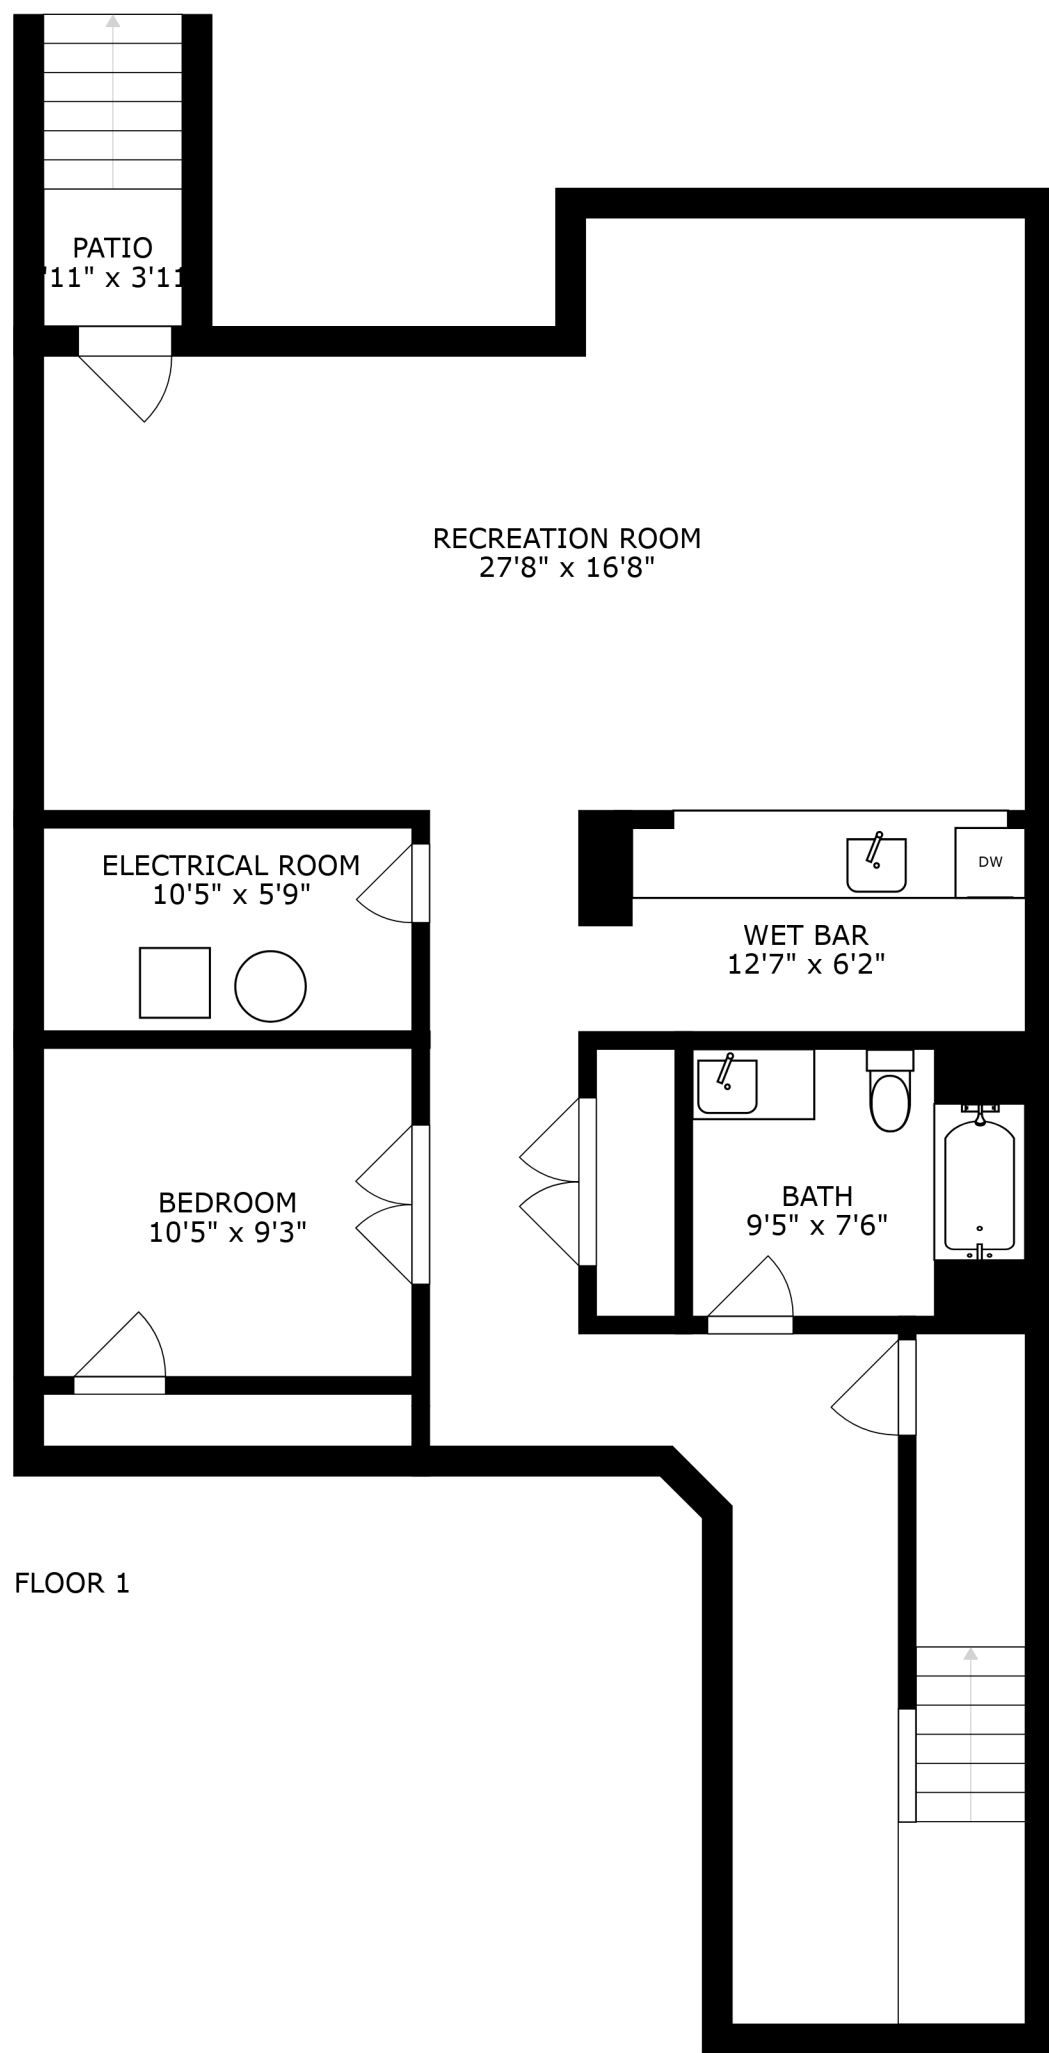 PATIO
'11" x 3'11
RECREATION ROOM
27'8" x 16'8"
ELECTRICAL ROOM
10'5" x 5'9"
DW
WET BAR
12'7" x 6'2"
BEDROOM
10'5" x 9'3"
BATH
9'5" x 7'6"
FLOOR 1